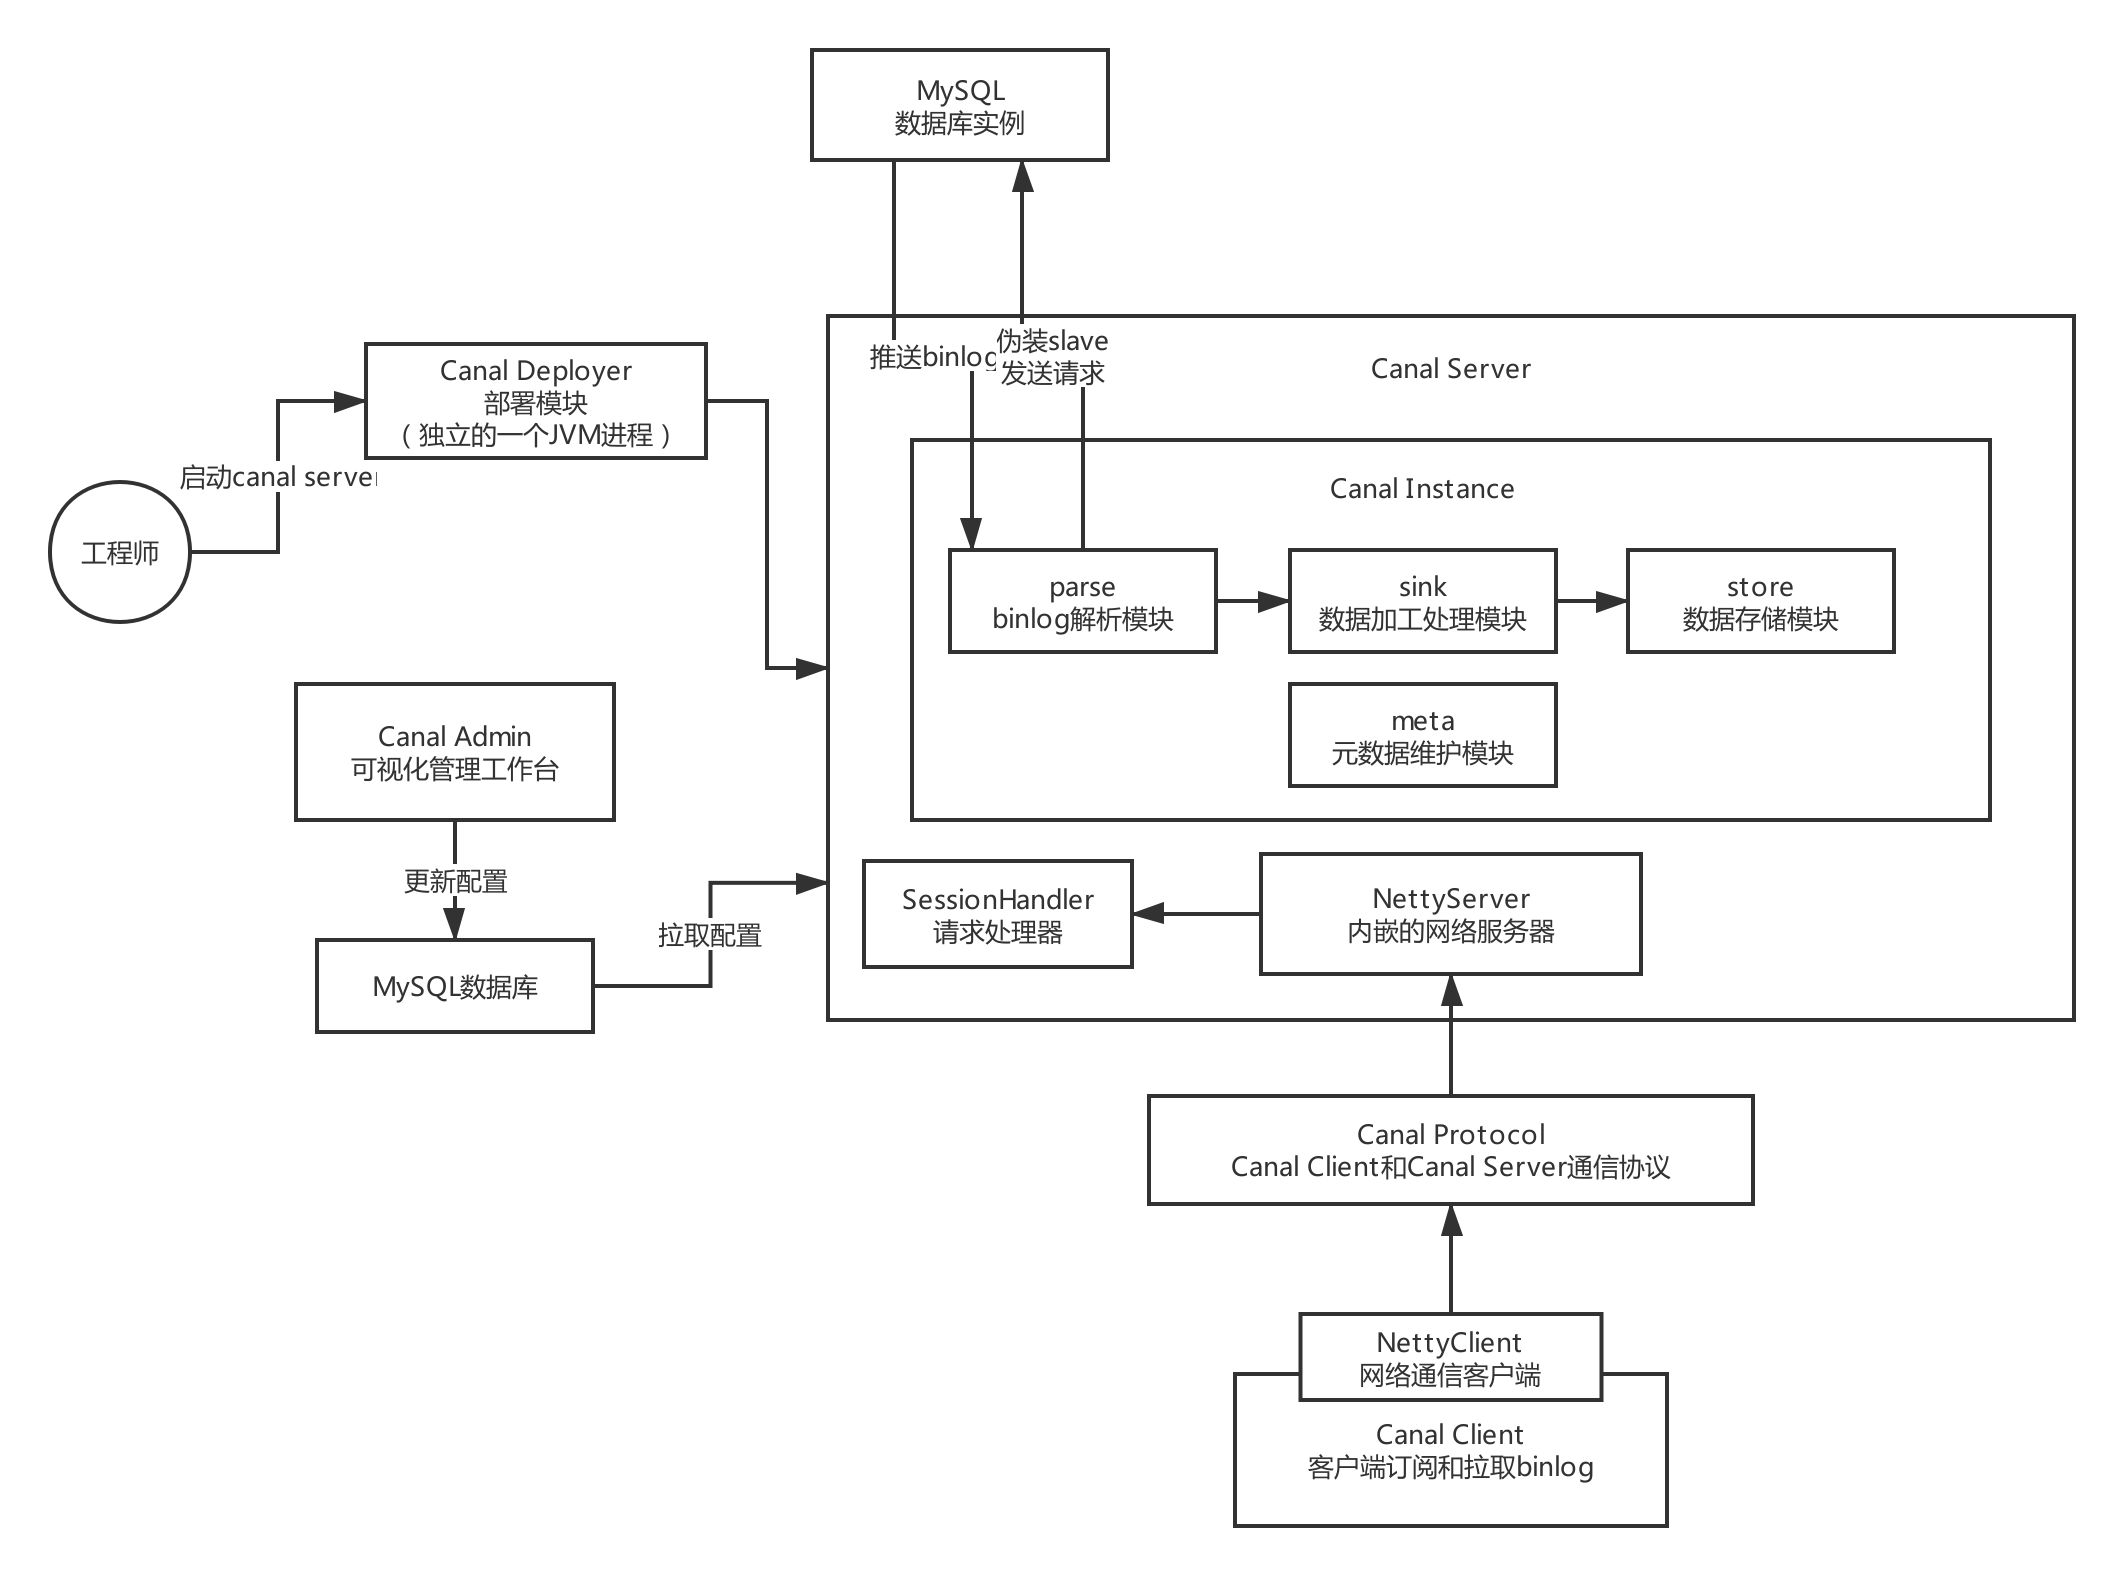 MySQL
数据库实例
推送binlog
伪装slave
发送请求
Canal Server
Canal Deployer
部署模块
（独立的一个JVM进程）
启动canal server
工程师
Canal Instance
parse
binlog解析模块
sink
数据加工处理模块
store
数据存储模块
meta
元数据维护模块
Canal Admin
可视化管理工作台
更新配置
MySQL数据库
拉取配置
SessionHandler
请求处理器
NettyServer
内嵌的网络服务器
Canal Protocol
Canal Client和Canal Server通信协议
NettyClient
网络通信客户端
Canal Client
客户端订阅和拉取binlog